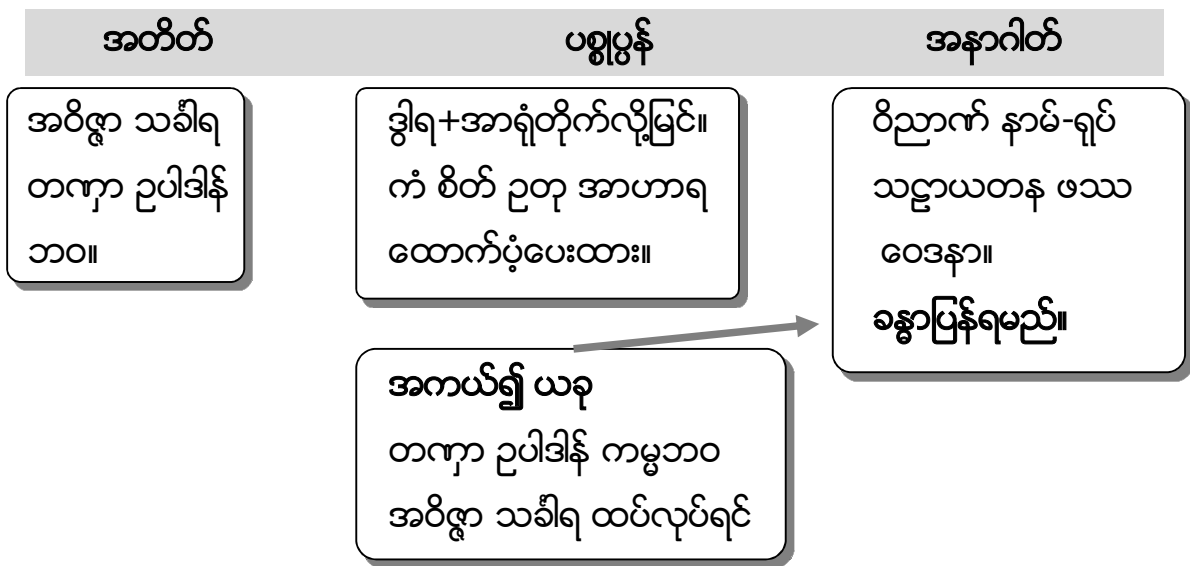 အတိတ် ပစ္စုပ္ပန် အနာဂါတ်
အဝိဇ္ဇာ သင်္ခါရ
တဏှာ ဥပါဒါန်
ဘဝ။
ဒွါရ+အာရုံတိုက်လို့မြင်။
ကံ စိတ် ဥတု အာဟာရ
ထောက်ပံ့ပေးထား။
ဝိညာဏ် နာမ်-ရုပ်
သဠာယတန ဖဿ
ဝေဒနာ။
ခန္ဓာပြန်ရမည်။
အကယ်၍ ယခု
တဏှာ ဥပါဒါန် ကမ္မဘဝ
အဝိဇ္ဇာ သင်္ခါရ ထပ်လုပ်ရင်